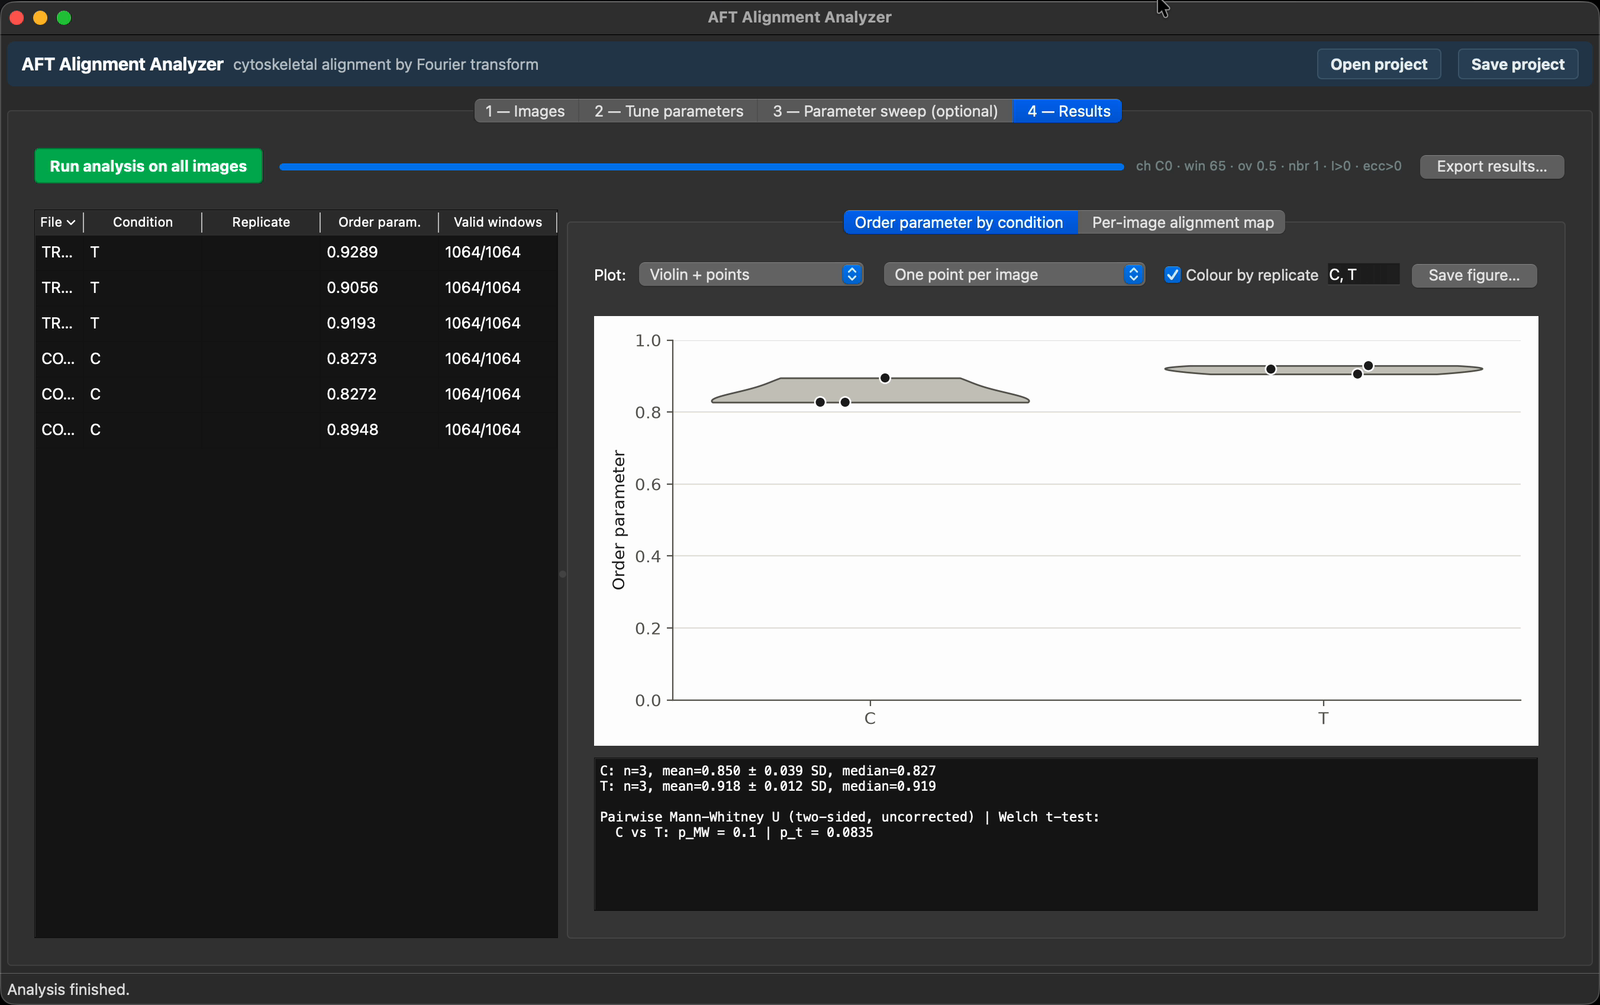 AFT Alignment Analyzer
AFT Alignment Analyzer cytoskeletal alignment by Fourier transform Open project Save project
1 — Images 2 — Tune parameters 3 — Parameter sweep (optional) 4 — Results
Run analysis on all images ch C0 · win 65 · ov 0.5 · nbr 1 · I>0 · ecc>0 Export results...
File Condition Replicate Order param. Valid windows
TR... T 0.9289 1064/1064
TR... T 0.9056 1064/1064
TR... T 0.9193 1064/1064
CO... C 0.8273 1064/1064
CO... C 0.8272 1064/1064
CO... C 0.8948 1064/1064
Order parameter by condition Per-image alignment map
Plot: Violin + points One point per image Colour by replicate C, T Save figure...
1.0
0.8
0.6
0.4
0.2
0.0
Order parameter
C T
C: n=3, mean=0.850 ± 0.039 SD, median=0.827
T: n=3, mean=0.918 ± 0.012 SD, median=0.919
Pairwise Mann-Whitney U (two-sided, uncorrected) | Welch t-test:
C vs T: p_MW = 0.1 | p_t = 0.0835
Analysis finished.